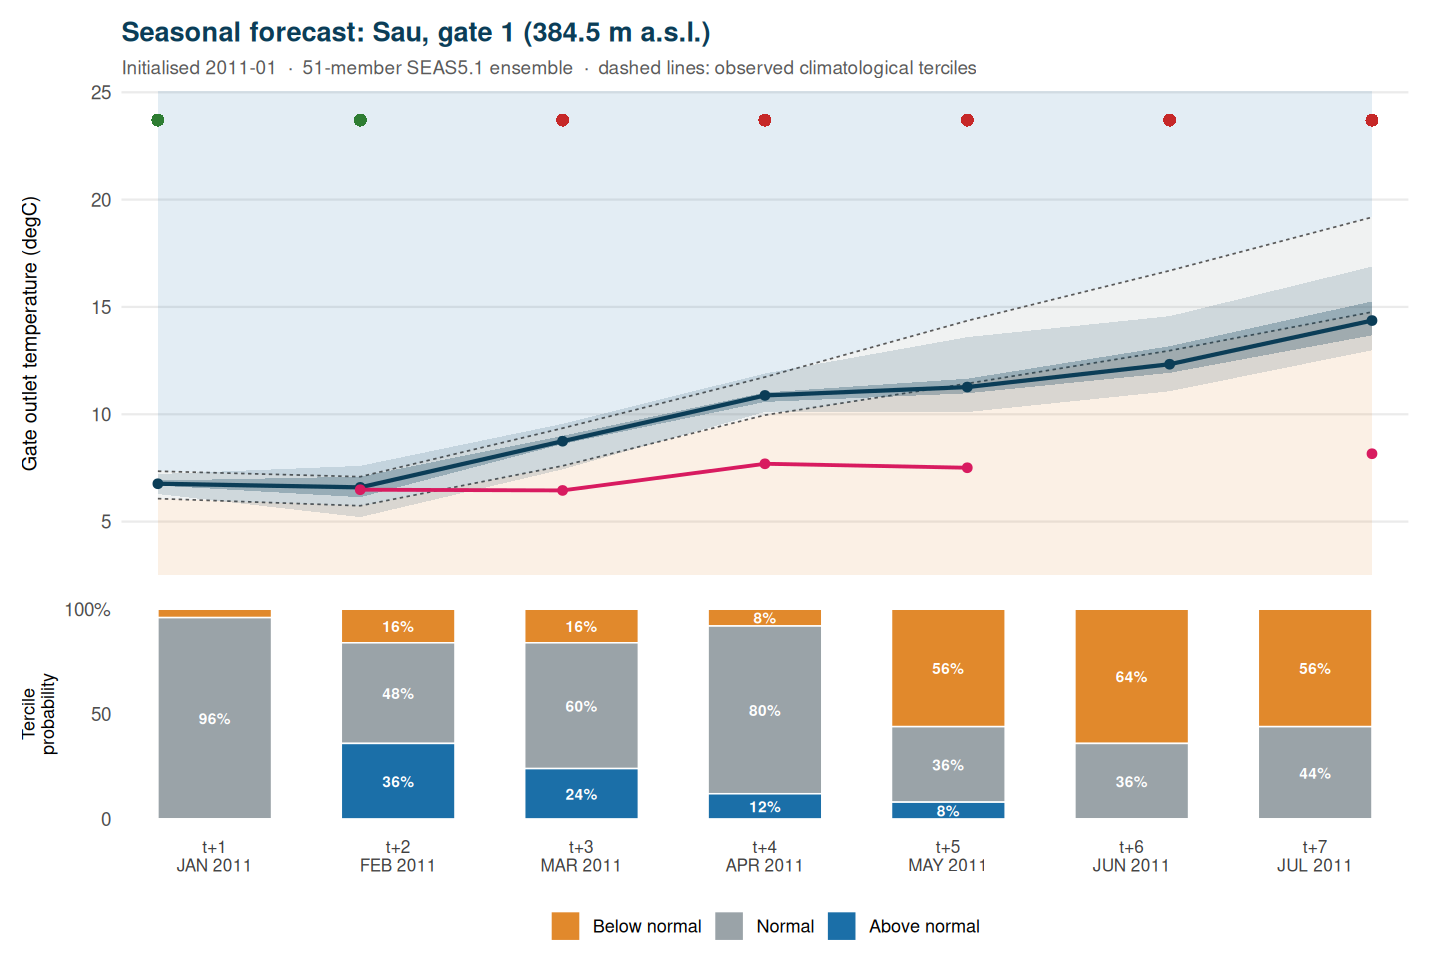 Seasonal forecast: Sau, gate 1 (384.5 m a.s.l.)
Initialised 2011-01 · 51-member SEAS5.1 ensemble · dashed lines: observed climatological terciles
Gate outlet temperature (degC)
25
20
15
10
5
Tercile
probability
100%
50
0
16%
16%
8%
56%
64%
56%
96%
48%
60%
80%
36%
36%
44%
36%
24%
12%
8%
t+1
JAN 2011
t+2
FEB 2011
t+3
MAR 2011
t+4
APR 2011
t+5
MAY 2011
t+6
JUN 2011
t+7
JUL 2011
Below normal
Normal
Above normal